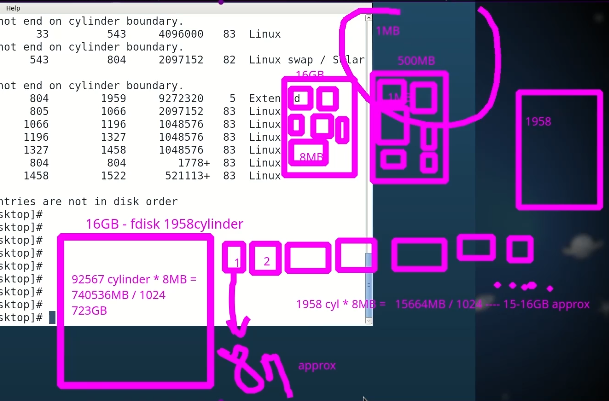 Help
not end on cylinder boundary.
33 543 4096000 83 Linux
not end on cylinder boundary.
543 804 2097152 82 Linux swap / Solar
not end on cylinder boundary.
804 1959 9272320 5 Extend
805 1066 2097152 83 Linux
1066 1196 1048576 83 Linux
1196 1327 1048576 83 Linux
1327 1458 1048576 83 Linux
804 804 1778+ 83 Linux
1458 1522 521113+ 83 Linux
ntries are not in disk order
sktop]#
sktop]#
sktop]#
sktop]#
sktop]#
sktop]#
sktop]#
sktop]#
sktop]#
1MB
500MB
16GB
8MB
1958
16GB - fdisk 1958cylinder
1 2
92567 cylinder * 8MB =
740536MB / 1024
723GB
1958 cyl * 8MB = 15664MB / 102 --- 15-16GB approx
approx